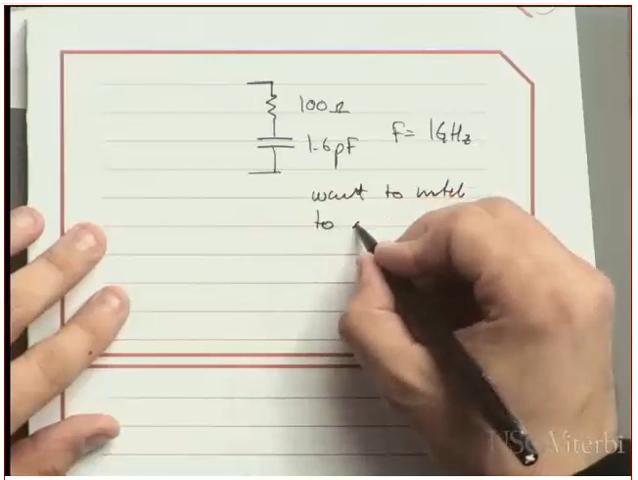 100Ω
1.6pF
f= 1GHz
want to match
to
USC Viterbi